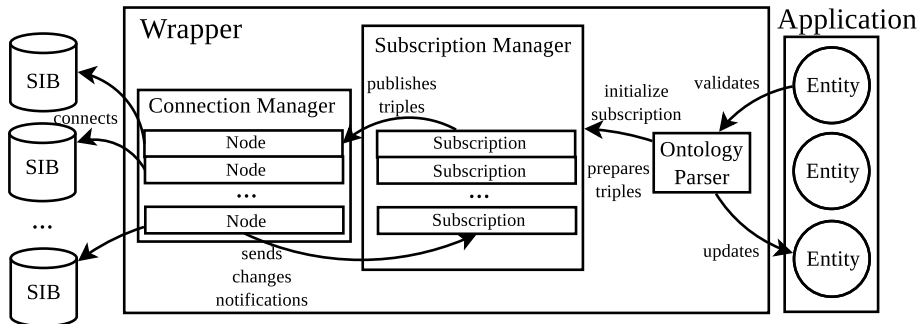 Wrapper
Application
Subscription Manager
Connection Manager
SIB
SIB
...
SIB
connects
Node
Node
...
Node
publishes
triples
Subscription
Subscription
...
Subscription
sends
changes
notifications
initialize
subscription
prepares
triples
Ontology
Parser
validates
updates
Entity
Entity
Entity